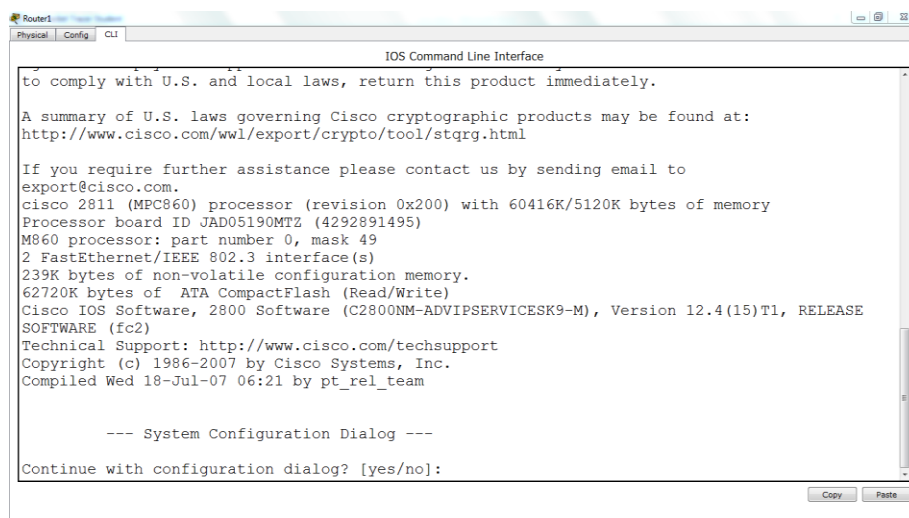 Router1
Physical Config CLI
IOS Command Line Interface
to comply with U.S. and local laws, return this product immediately.
A summary of U.S. laws governing Cisco cryptographic products may be found at:
http://www.cisco.com/wwl/export/crypto/tool/stqrg.html
If you require further assistance please contact us by sending email to
export@cisco.com.
cisco 2811 (MPC860) processor (revision 0x200) with 60416K/5120K bytes of memory
Processor board ID JAD05190MTZ (4292891495)
M860 processor: part number 0, mask 49
2 FastEthernet/IEEE 802.3 interface(s)
239K bytes of non-volatile configuration memory.
62720K bytes of ATA CompactFlash (Read/Write)
Cisco IOS Software, 2800 Software (C2800NM-ADVIPSERVICESK9-M), Version 12.4(15)T1, RELEASE
SOFTWARE (fc2)
Technical Support: http://www.cisco.com/techsupport
Copyright (c) 1986-2007 by Cisco Systems, Inc.
Compiled Wed 18-Jul-07 06:21 by pt_rel_team
--- System Configuration Dialog ---
Continue with configuration dialog? [yes/no]:
Copy Paste